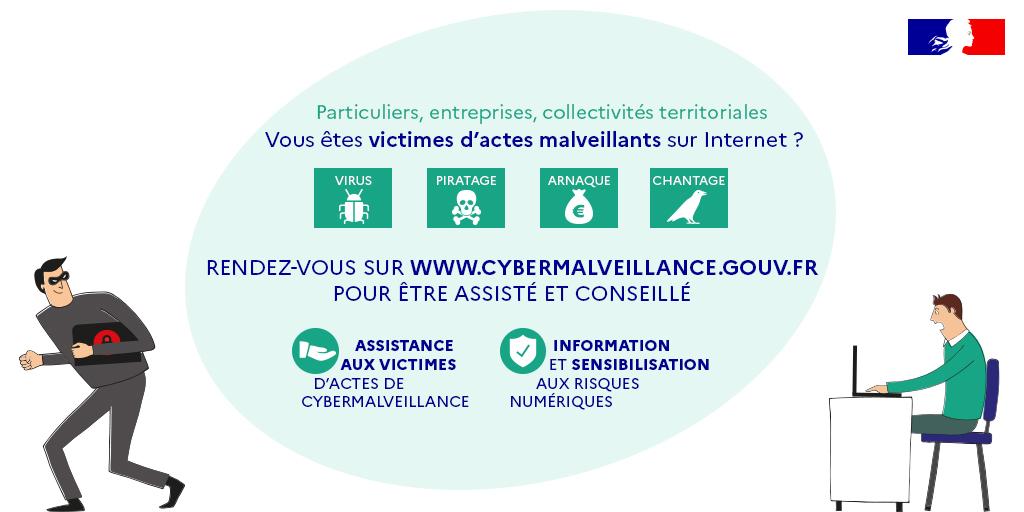 Particuliers, entreprises, collectivités territoriales
Vous êtes victimes d'actes malveillants sur Internet ?
VIRUS
PIRATAGE
ARNAQUE
CHANTAGE
RENDEZ-VOUS SUR WWW.CYBERMALVEILLANCE.GOUV.FR
POUR ÊTRE ASSISTÉ ET CONSEILLÉ
ASSISTANCE
AUX VICTIMES
D'ACTES DE
CYBERMALVEILLANCE
INFORMATION
ET SENSIBILISATION
AUX RISQUES
NUMÉRIQUES